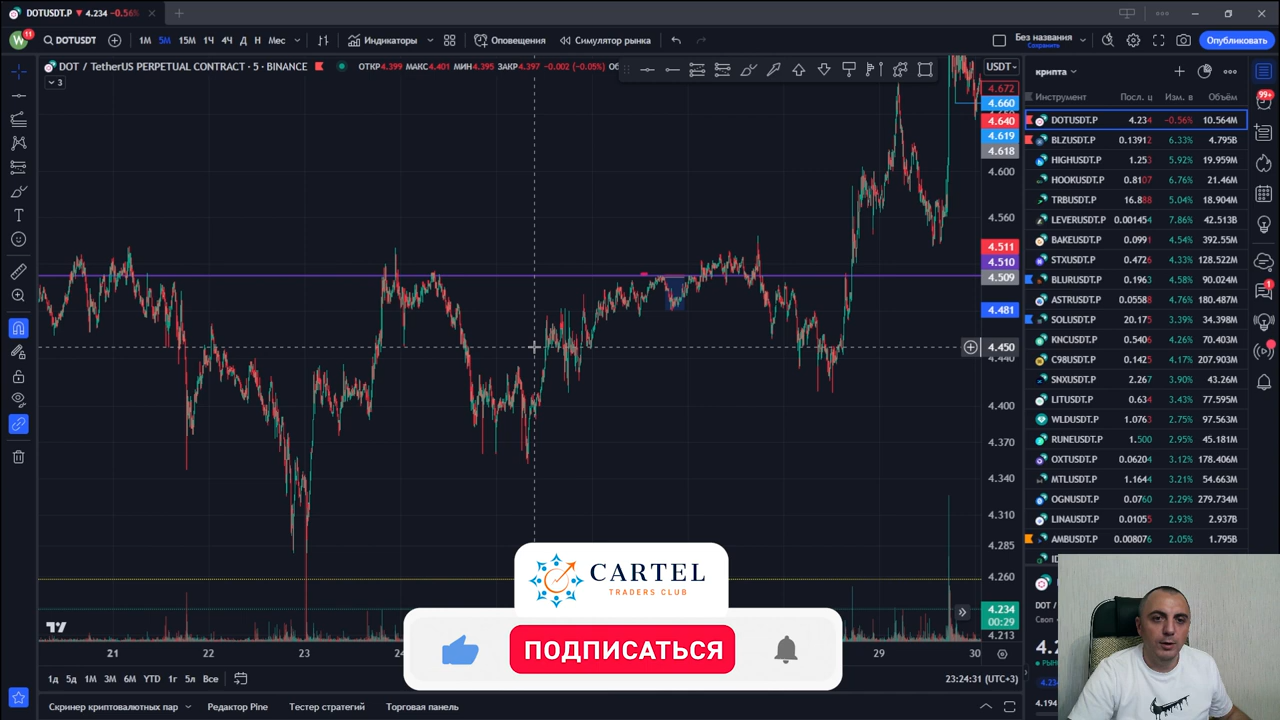 DOTUSDT.P 4.234 -0.56%
W 11
DOTUSDT
1М 5М 15М 1Ч 4Ч Д Н Мес
Индикаторы
Оповещения
Симулятор рынка
Без названия
Сохранить
Опубликовать
DOT / TetherUS PERPETUAL CONTRACT · 5 · BINANCE
ОТКР4.399 МАКС4.401 МИН4.395 ЗАКР4.397 -0.002 (-0.05%)
3
USDT
4.672
4.660
4.640
4.619
4.618
4.600
4.560
4.511
4.510
4.509
4.481
4.450
4.440
4.400
4.370
4.340
4.310
4.285
4.260
4.234
00:29
4.213
21 22 23 29 30
крипта
99+
Инструмент Посл. ц Изм. в Объём
DOTUSDT.P 4.234 -0.56% 10.564M
BLZUSDT.P 0.13912 6.33% 4.795B
HIGHUSDT.P 1.253 5.92% 19.959M
HOOKUSDT.P 0.8107 6.76% 21.46M
TRBUSDT.P 16.888 5.04% 18.904M
LEVERUSDT.P 0.001454 7.86% 42.513B
BAKEUSDT.P 0.0991 4.54% 392.55M
STXUSDT.P 0.4726 4.33% 128.522M
BLURUSDT.P 0.1963 4.58% 90.024M
ASTRUSDT.P 0.0558 4.76% 180.487M
SOLUSDT.P 20.175 3.39% 34.398M
KNCUSDT.P 0.540 4.26% 70.403M
C98USDT.P 0.1425 4.17% 207.903M
SNXUSDT.P 2.267 3.90% 43.26M
LITUSDT.P 0.634 3.43% 77.595M
WLDUSDT.P 1.0763 2.75% 97.563M
RUNEUSDT.P 1.500 2.95% 45.181M
OXTUSDT.P 0.06204 3.12% 178.406M
MTLUSDT.P 1.1644 3.21% 54.663M
OGNUSDT.P 0.0760 2.29% 279.734M
LINAUSDT.P 0.01055 2.93% 2.937B
AMBUSDT.P 0.008076 2.05% 1.795B
CARTEL
TRADERS CLUB
ПОДПИСАТЬСЯ
1д 5д 1М 3М 6М YTD 1г 5л Все
23:24:31 (UTC+3)
Скринер криптовалютных пар
Редактор Pine
Тестер стратегий
Торговая панель
DOT /
4.194